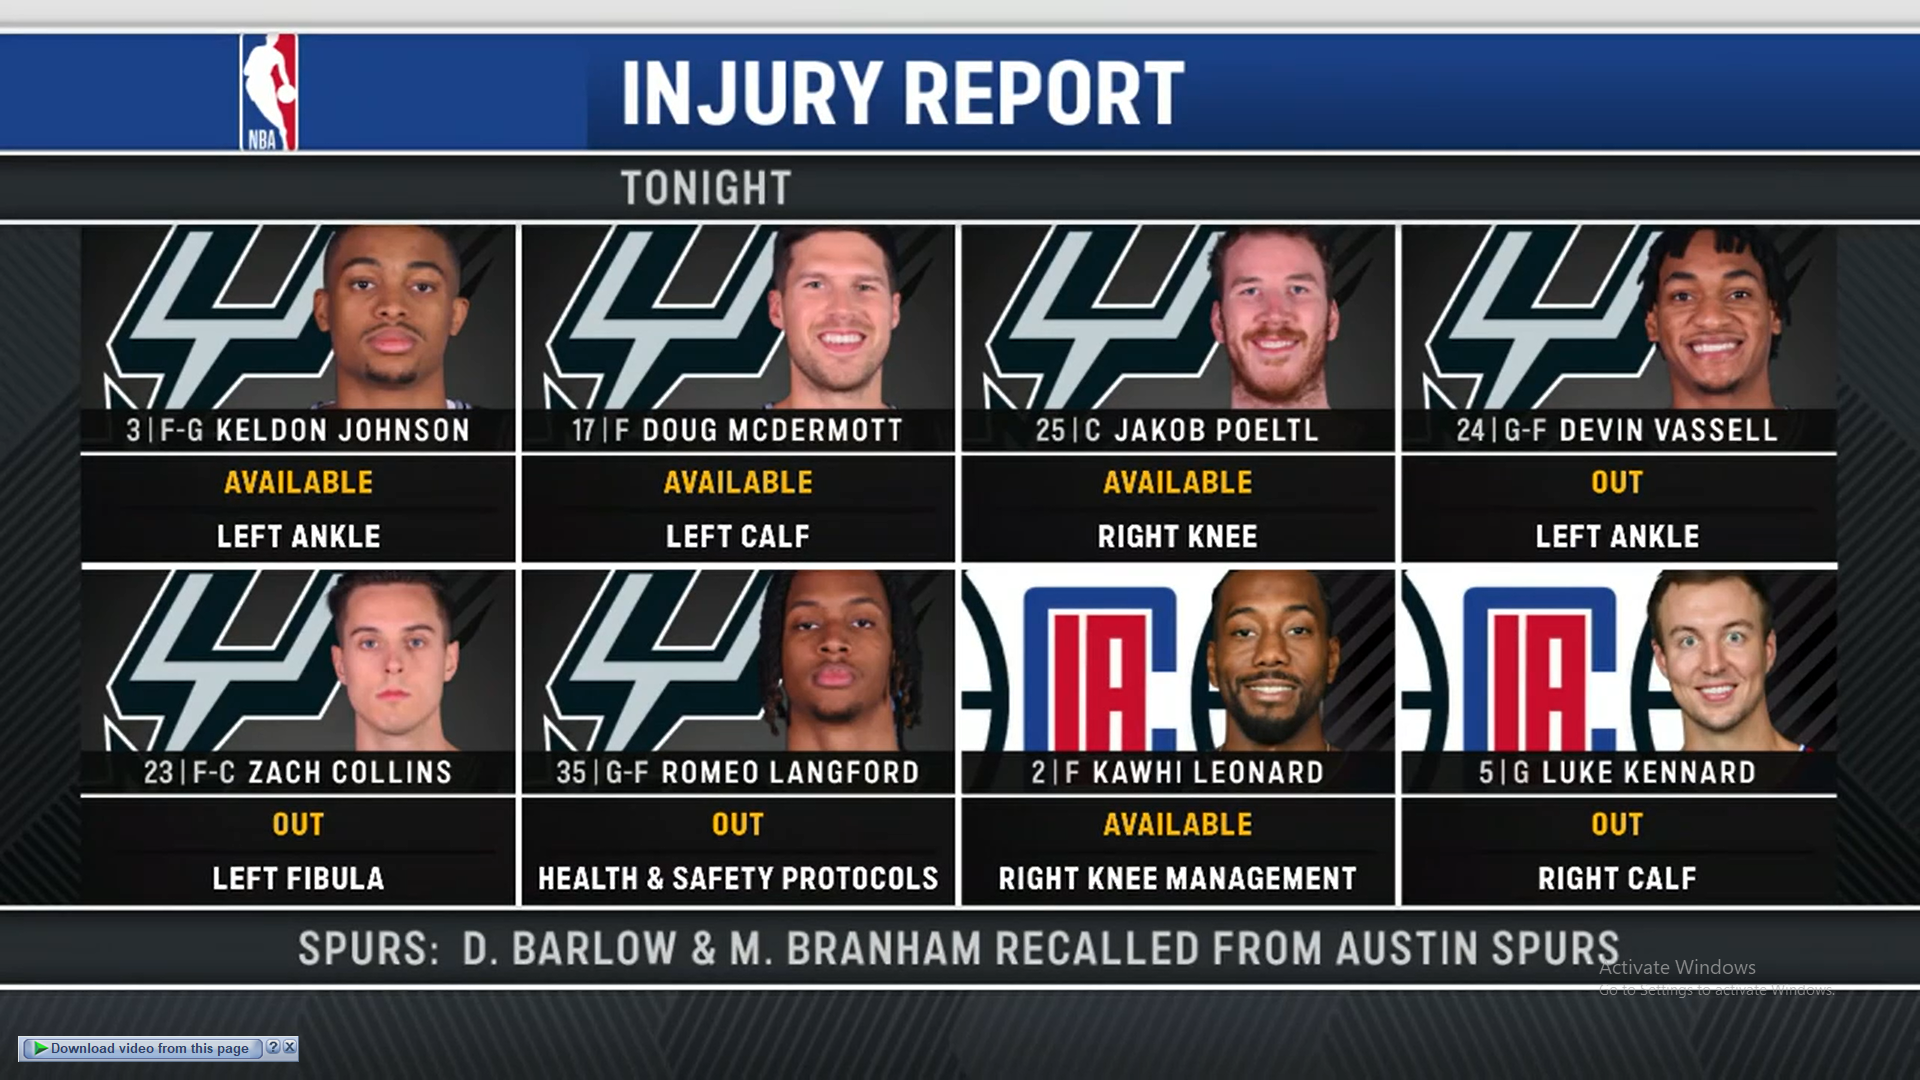 NBA
INJURY REPORT
TONIGHT
3 | F-G KELDON JOHNSON
AVAILABLE
LEFT ANKLE
17 | F DOUG MCDERMOTT
AVAILABLE
LEFT CALF
25 | C JAKOB POELTL
AVAILABLE
RIGHT KNEE
24 | G-F DEVIN VASSELL
OUT
LEFT ANKLE
23 | F-C ZACH COLLINS
OUT
LEFT FIBULA
35 | G-F ROMEO LANGFORD
OUT
HEALTH & SAFETY PROTOCOLS
LA
2 | F KAWHI LEONARD
AVAILABLE
RIGHT KNEE MANAGEMENT
LA
5 | G LUKE KENNARD
OUT
RIGHT CALF
SPURS: D. BARLOW & M. BRANHAM RECALLED FROM AUSTIN SPURS
Activate Windows
Go to Settings to activate Windows.
Download video from this page ? X